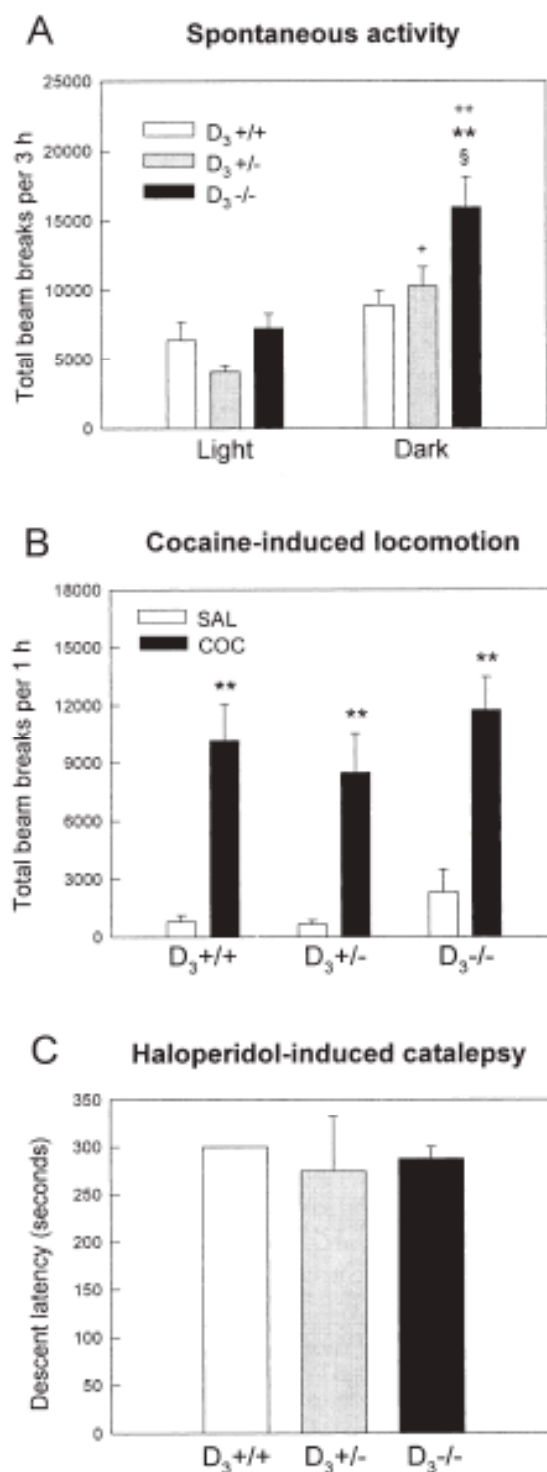 A
Spontaneous activity
Total beam breaks per 3 h
25000
20000
15000
10000
5000
0
D3 +/+
D3 +/-
D3 -/-
+
++
**
§
Light
Dark
B
Cocaine-induced locomotion
Total beam breaks per 1 h
18000
15000
12000
9000
6000
3000
0
SAL
COC
**
**
**
D3+/+
D3+/-
D3-/-
C
Haloperidol-induced catalepsy
Descent latency (seconds)
350
300
250
200
150
100
50
0
D3+/+
D3+/-
D3-/-